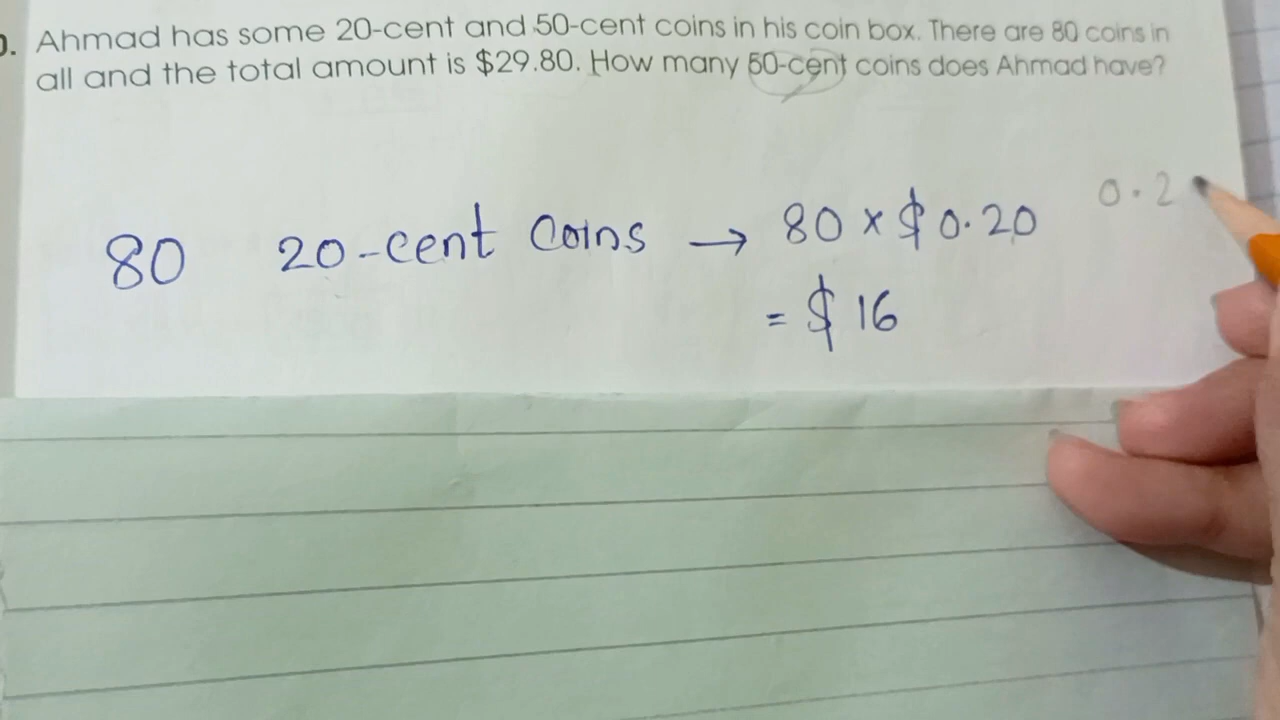 . Ahmad has some 20-cent and 50-cent coins in his coin box. There are 80 coins in
all and the total amount is $29.80. How many 50-cent coins does Ahmad have?
80 20-cent coins → 80 x $0.20 0.2
= $16